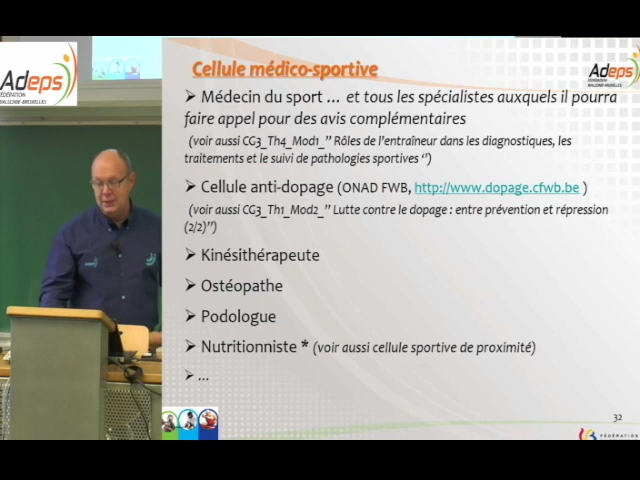 Adeps
FÉDÉRATION
WALLONIE-BRUXELLES
Cellule médico-sportive
Adeps
FÉDÉRATION
WALLONIE-BRUXELLES
➢ Médecin du sport ... et tous les spécialistes auxquels il pourra
faire appel pour des avis complémentaires
(voir aussi CG3_Th4_Mod1_” Rôles de l’entraîneur dans les diagnostiques, les
traitements et le suivi de pathologies sportives ‘’)
➢ Cellule anti-dopage (ONAD FWB, http://www.dopage.cfwb.be )
(voir aussi CG3_Th1_Mod2_” Lutte contre le dopage : entre prévention et répression
(2/2)”)
➢ Kinésithérapeute
➢ Ostéopathe
➢ Podologue
➢ Nutritionniste * (voir aussi cellule sportive de proximité)
➢ ...
32
FÉDÉRATION